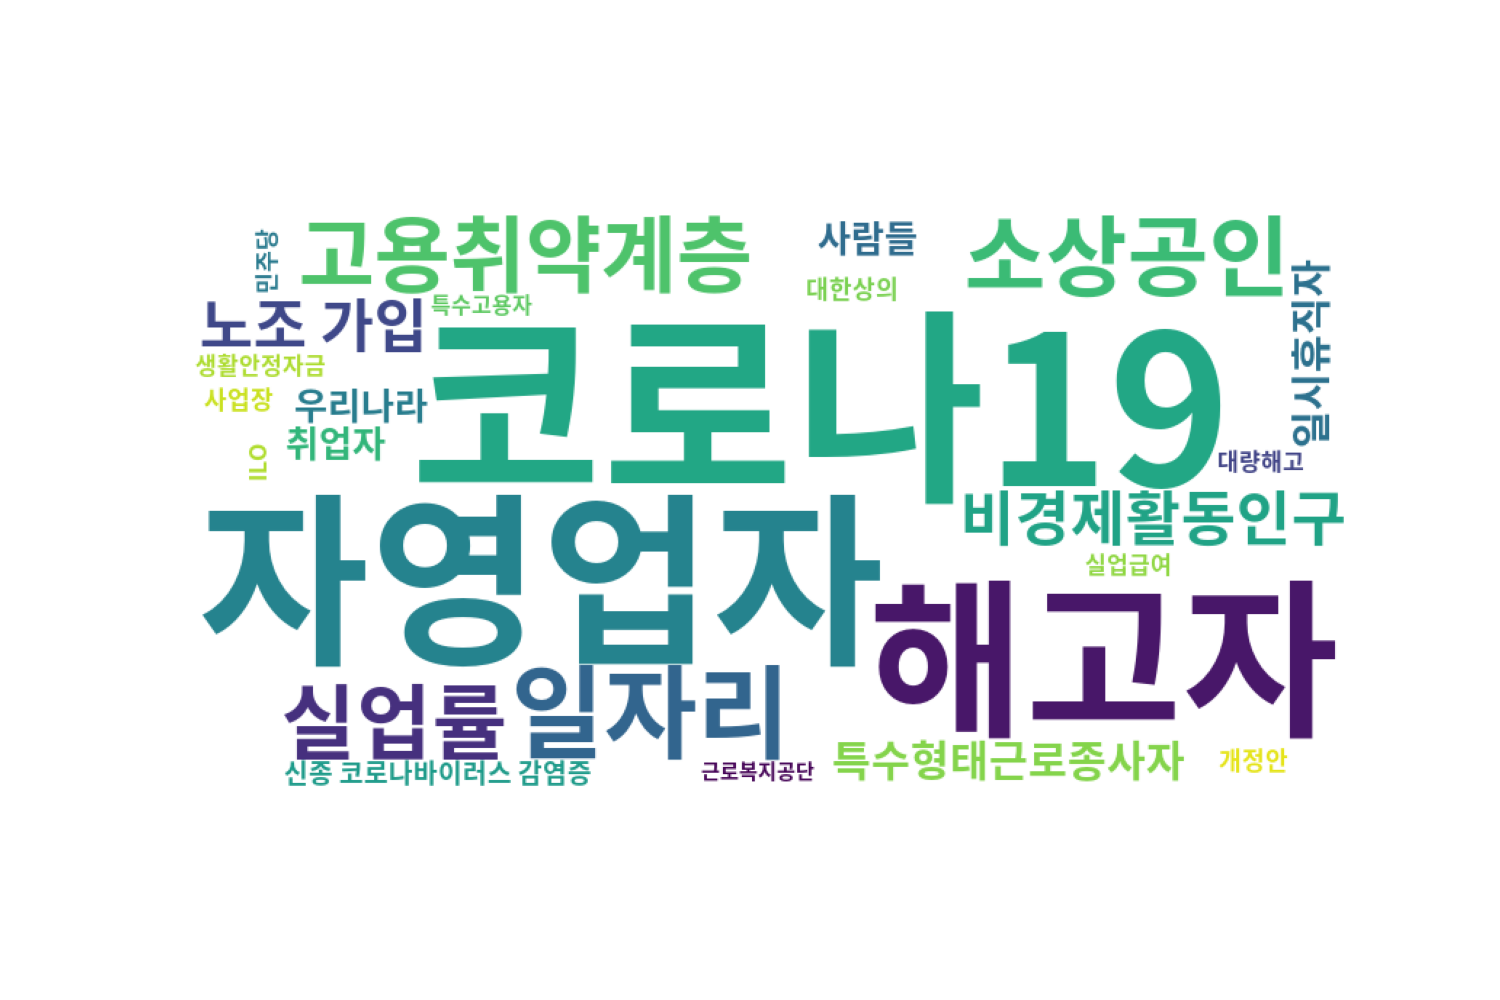 민주당
고용취약계층
사람들
소상공인
대한상의
일시휴직자
노조 가입
특수고용자
코로나19
생활안정자금
사업장
우리나라
취업자
ILO
대량해고
비경제활동인구
자영업자
실업급여
해고자
실업률
일자리
특수형태근로종사자
개정안
신종 코로나바이러스 감염증
근로복지공단